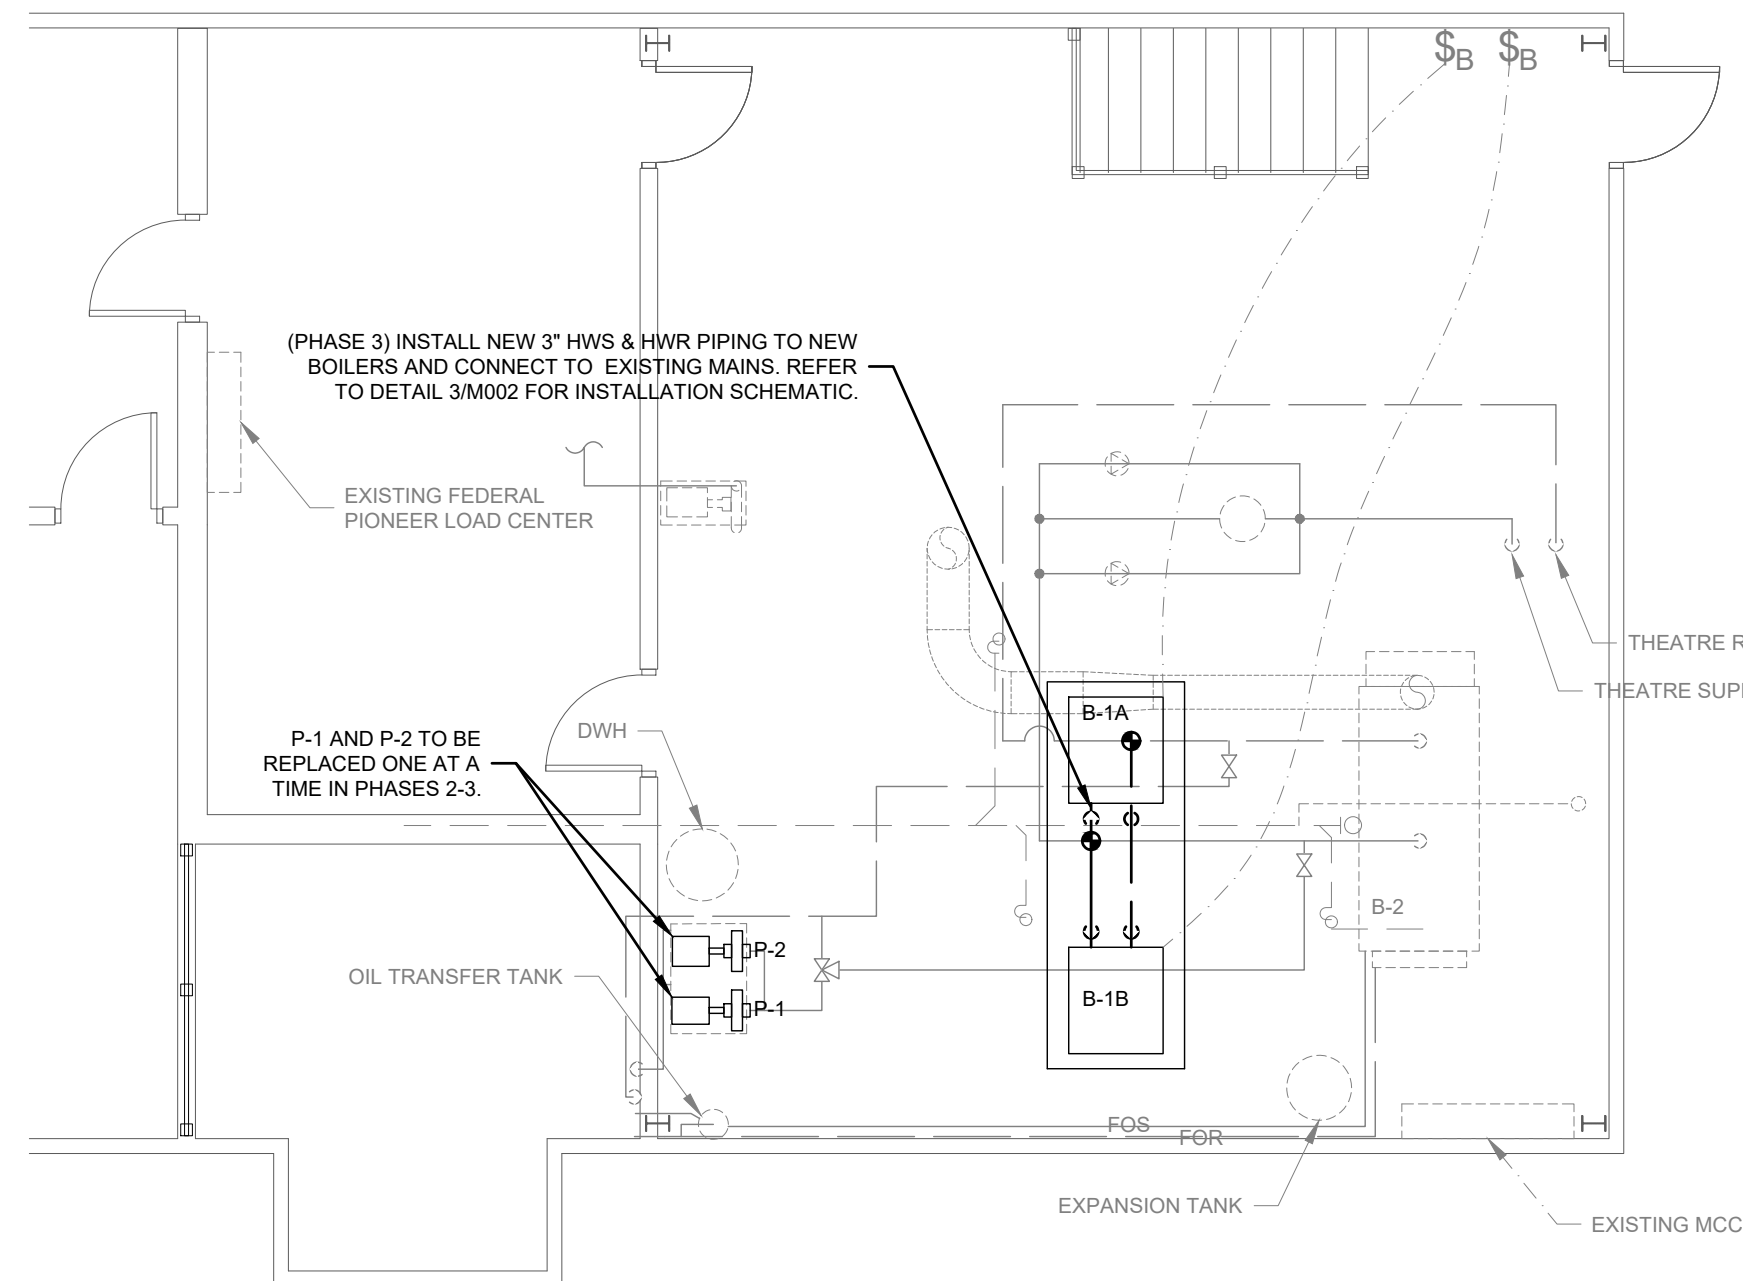 $B $B
(PHASE 3) INSTALL NEW 3" HWS & HWR PIPING TO NEW
BOILERS AND CONNECT TO EXISTING MAINS. REFER
TO DETAIL 3/M002 FOR INSTALLATION SCHEMATIC.
EXISTING FEDERAL
PIONEER LOAD CENTER
THEATRE R
THEATRE SUP
B-1A
DWH
P-1 AND P-2 TO BE
REPLACED ONE AT A
TIME IN PHASES 2-3.
B-2
P-2
OIL TRANSFER TANK
B-1B
P-1
FOS
FOR
EXPANSION TANK
EXISTING MCC